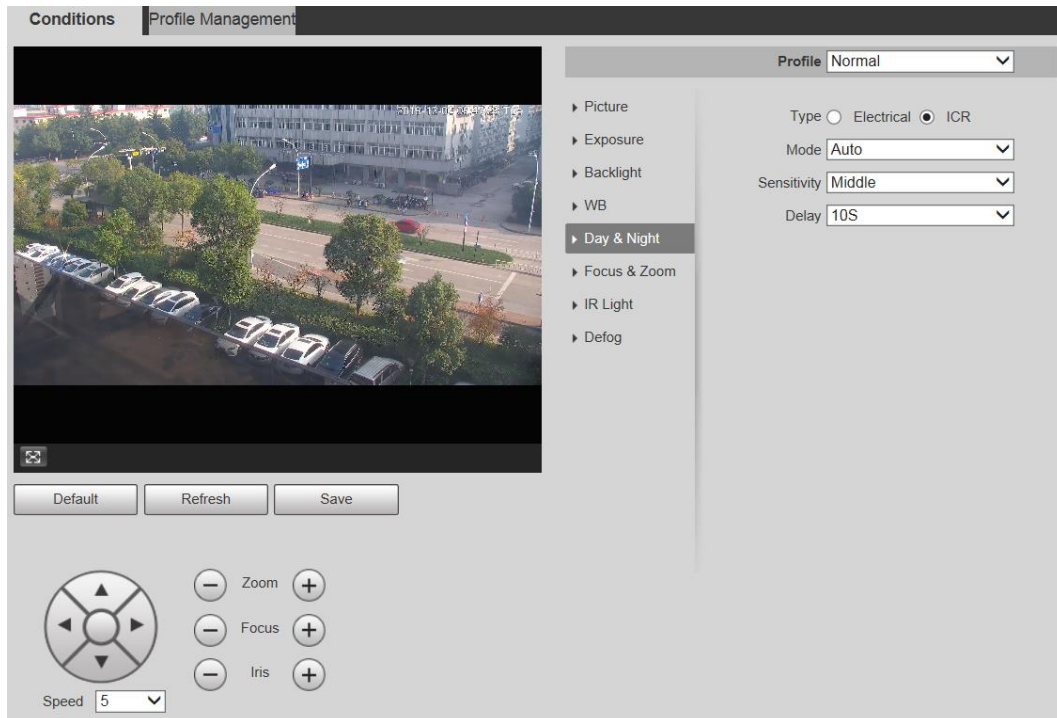 Conditions
Profile Management
Profile Normal
Picture
Exposure
Backlight
WB
Day & Night
Focus & Zoom
IR Light
Defog
Type Electrical ICR
Mode Auto
Sensitivity Middle
Delay 10S
Default
Refresh
Save
Zoom
Focus
Iris
Speed 5